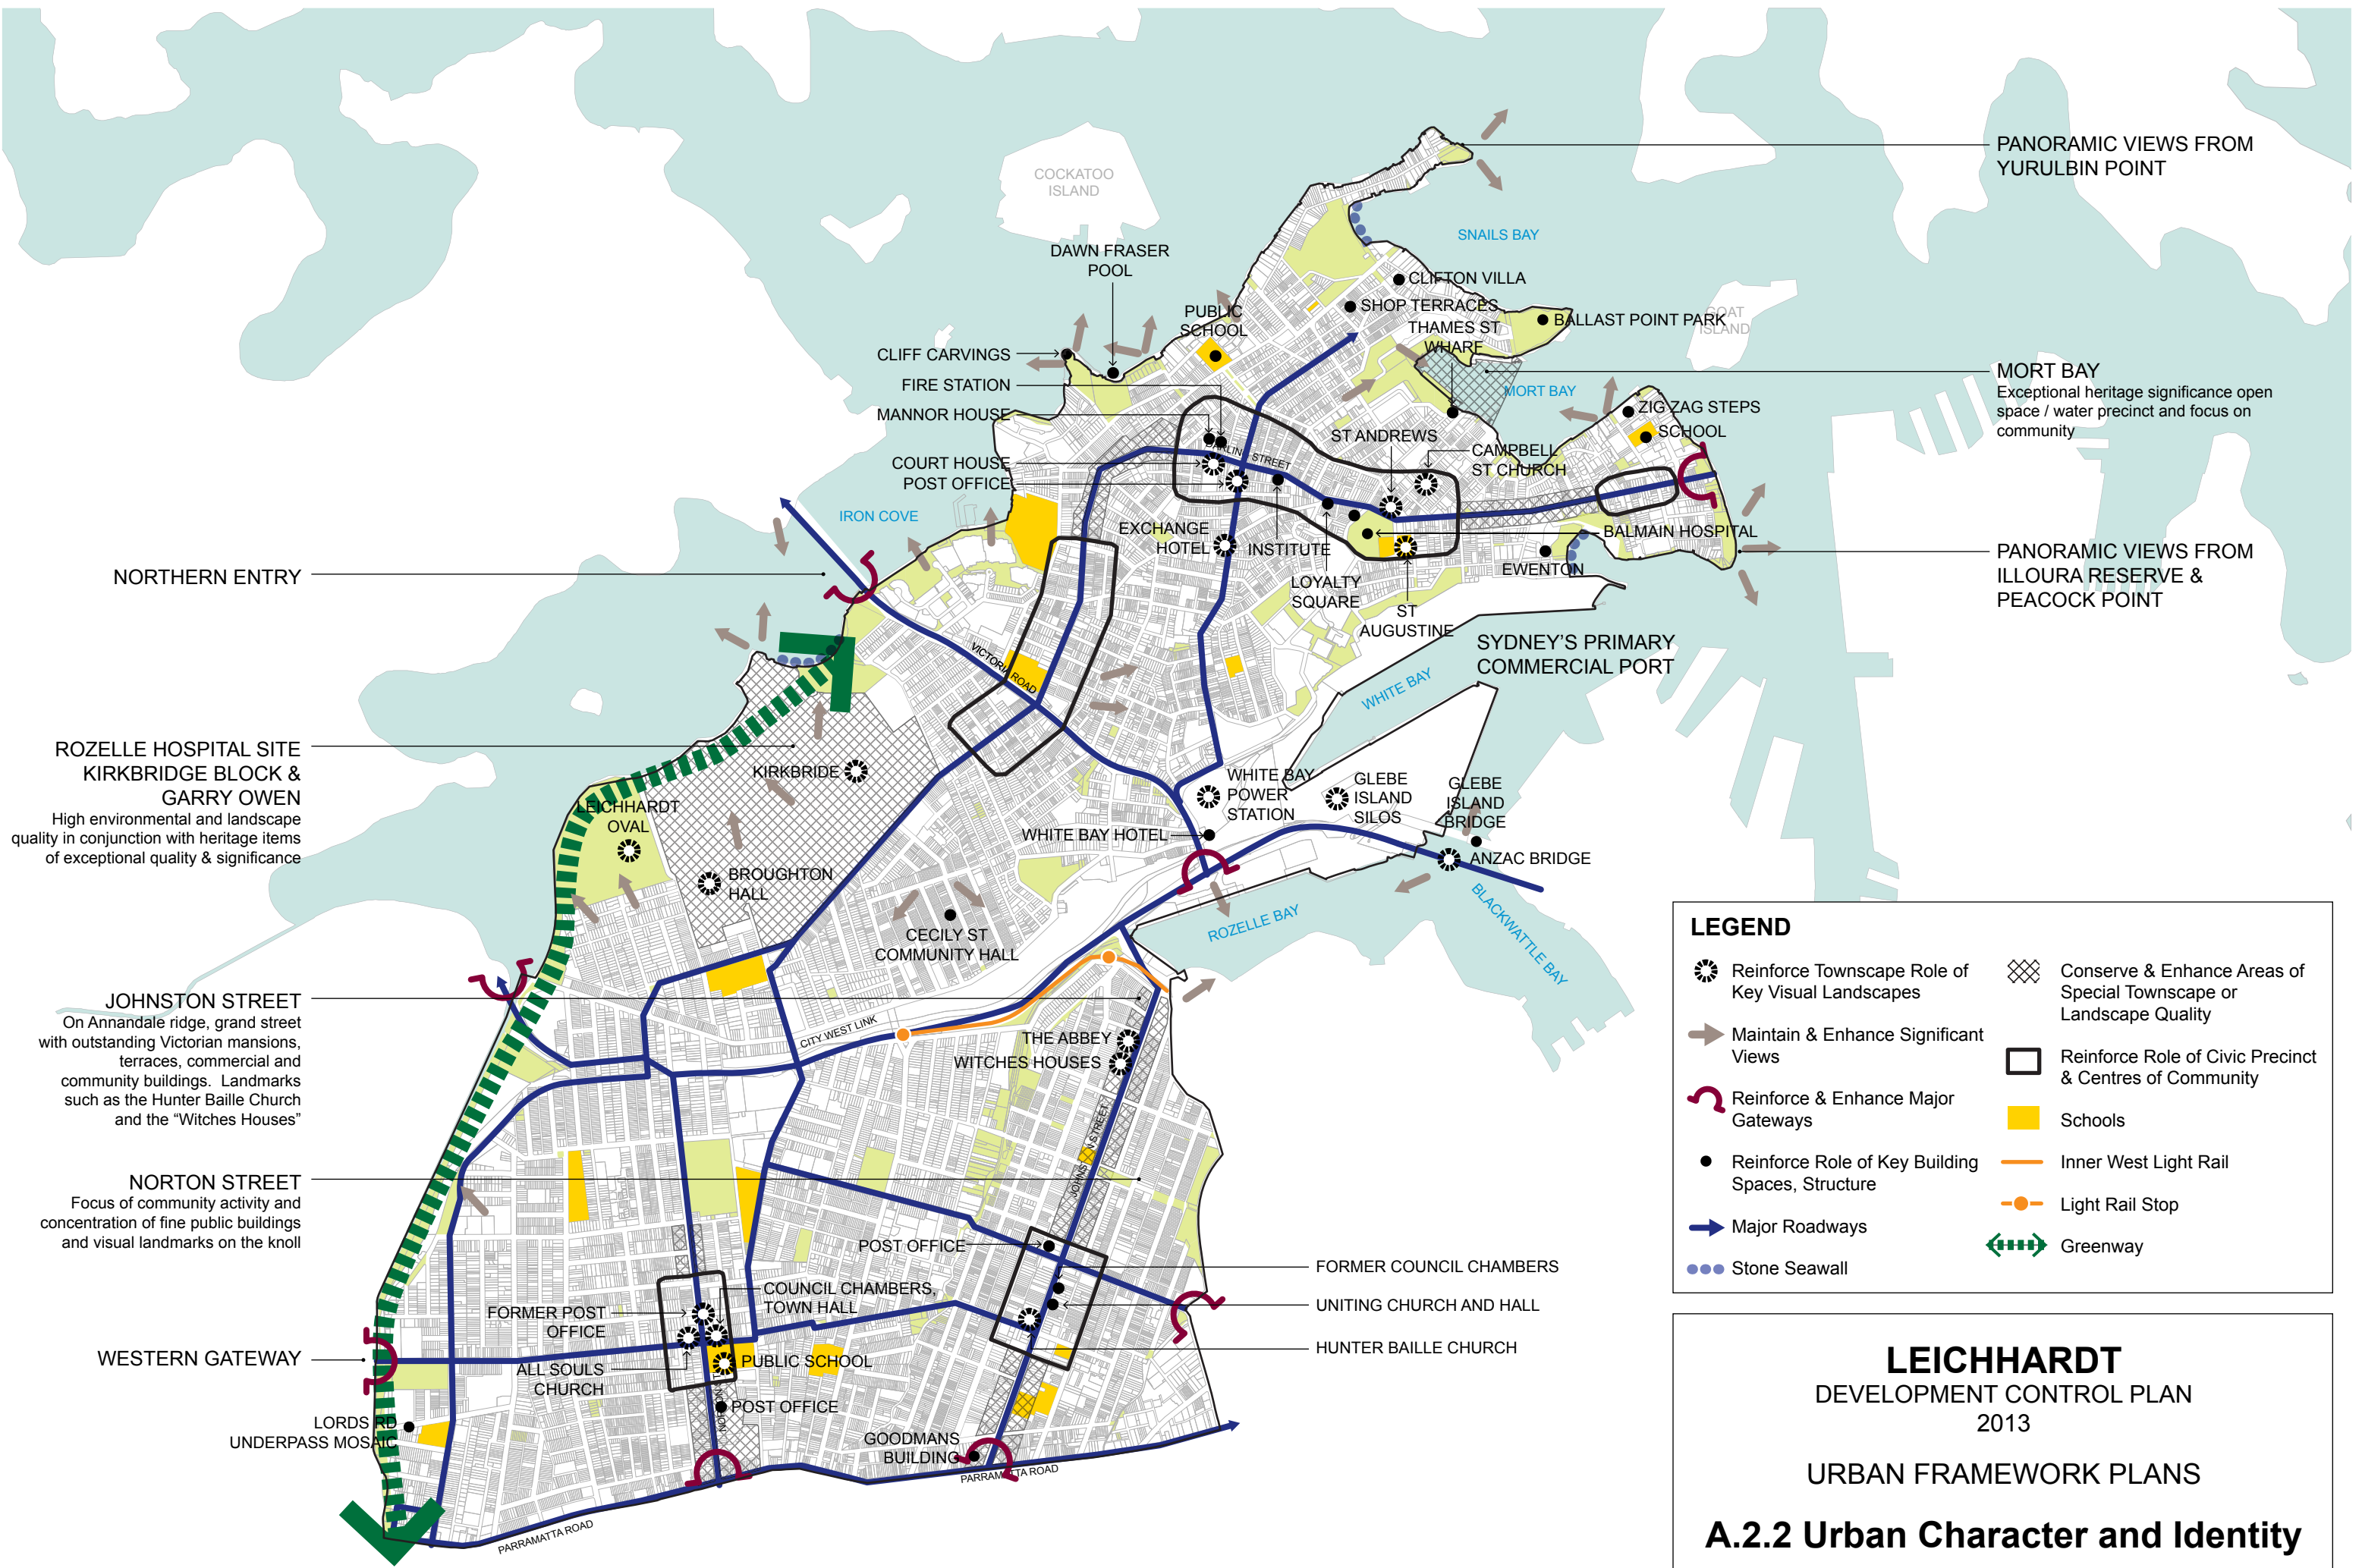 PANORAMIC VIEWS FROM
YURULBIN POINT
COCKATOO
ISLAND
SNAILS BAY
DAWN FRASER
POOL
CLIFTON VILLA
SHOP TERRACES
PUBLIC
SCHOOL
BALLAST POINT PARK
GOAT
ISLAND
THAMES ST
WHARF
CLIFF CARVINGS
FIRE STATION
MANNOR HOUSE
MORT BAY
Exceptional heritage significance open
space / water precinct and focus on
community
MORT BAY
ZIG ZAG STEPS
SCHOOL
ST ANDREWS
CAMPBELL
ST CHURCH
DARLING STREET
COURT HOUSE
POST OFFICE
IRON COVE
EXCHANGE
HOTEL
INSTITUTE
BALMAIN HOSPITAL
LOYALTY
SQUARE
EWENTON
ST
AUGUSTINE
PANORAMIC VIEWS FROM
ILLOURA RESERVE &
PEACOCK POINT
NORTHERN ENTRY
SYDNEY'S PRIMARY
COMMERCIAL PORT
VICTORIA ROAD
WHITE BAY
ROZELLE HOSPITAL SITE
KIRKBRIDGE BLOCK &
GARRY OWEN
High environmental and landscape
quality in conjunction with heritage items
of exceptional quality & significance
KIRKBRIDE
LEICHHARDT
OVAL
WHITE BAY
POWER
STATION
GLEBE
ISLAND
SILOS
GLEBE
ISLAND
BRIDGE
WHITE BAY HOTEL
ANZAC BRIDGE
BROUGHTON
HALL
BLACKWATTLE BAY
ROZELLE BAY
CECILY ST
COMMUNITY HALL
JOHNSTON STREET
On Annandale ridge, grand street
with outstanding Victorian mansions,
terraces, commercial and
community buildings. Landmarks
such as the Hunter Baille Church
and the “Witches Houses”
CITY WEST LINK
THE ABBEY
WITCHES HOUSES
JOHNSTON STREET
NORTON STREET
Focus of community activity and
concentration of fine public buildings
and visual landmarks on the knoll
POST OFFICE
FORMER COUNCIL CHAMBERS
UNITING CHURCH AND HALL
HUNTER BAILLE CHURCH
COUNCIL CHAMBERS,
TOWN HALL
FORMER POST
OFFICE
WESTERN GATEWAY
ALL SOULS
CHURCH
PUBLIC SCHOOL
POST OFFICE
LORDS RD
UNDERPASS MOSAIC
GOODMANS
BUILDING
PARRAMATTA ROAD
PARRAMATTA ROAD
LEGEND
Reinforce Townscape Role of
Key Visual Landscapes
Maintain & Enhance Significant
Views
Reinforce & Enhance Major
Gateways
Reinforce Role of Key Building
Spaces, Structure
Major Roadways
Stone Seawall
Conserve & Enhance Areas of
Special Townscape or
Landscape Quality
Reinforce Role of Civic Precinct
& Centres of Community
Schools
Inner West Light Rail
Light Rail Stop
Greenway
LEICHHARDT
DEVELOPMENT CONTROL PLAN
2013
URBAN FRAMEWORK PLANS
A.2.2 Urban Character and Identity